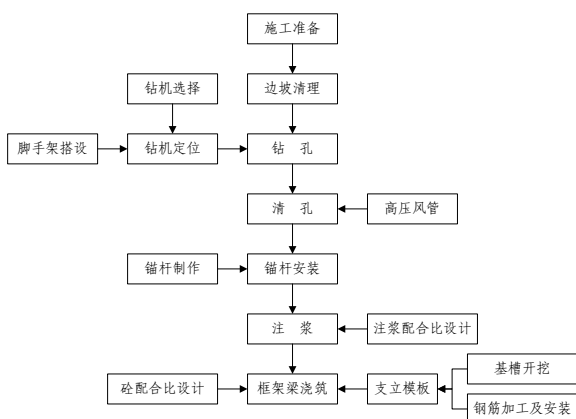 施工准备
钻机选择
边坡清理
脚手架搭设
钻机定位
钻 孔
清 孔
高压风管
锚杆制作
锚杆安装
注 浆
注浆配合比设计
基槽开挖
砼配合比设计
框架梁浇筑
支立模板
钢筋加工及安装